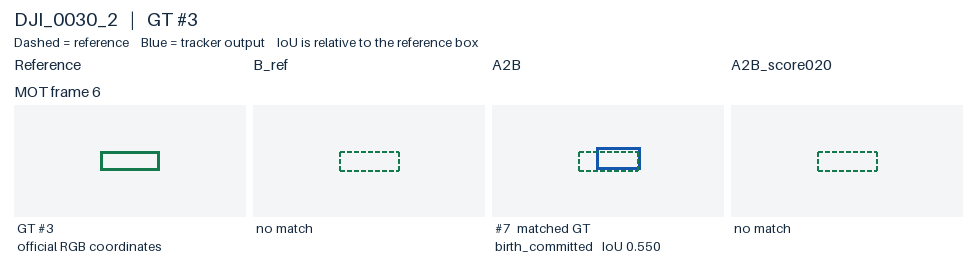 DJI_0030_2 | GT #3
Dashed = reference Blue = tracker output IoU is relative to the reference box
Reference B_ref A2B A2B_score020
MOT frame 6
GT #3 no match #7 matched GT no match
official RGB coordinates birth_committed IoU 0.550